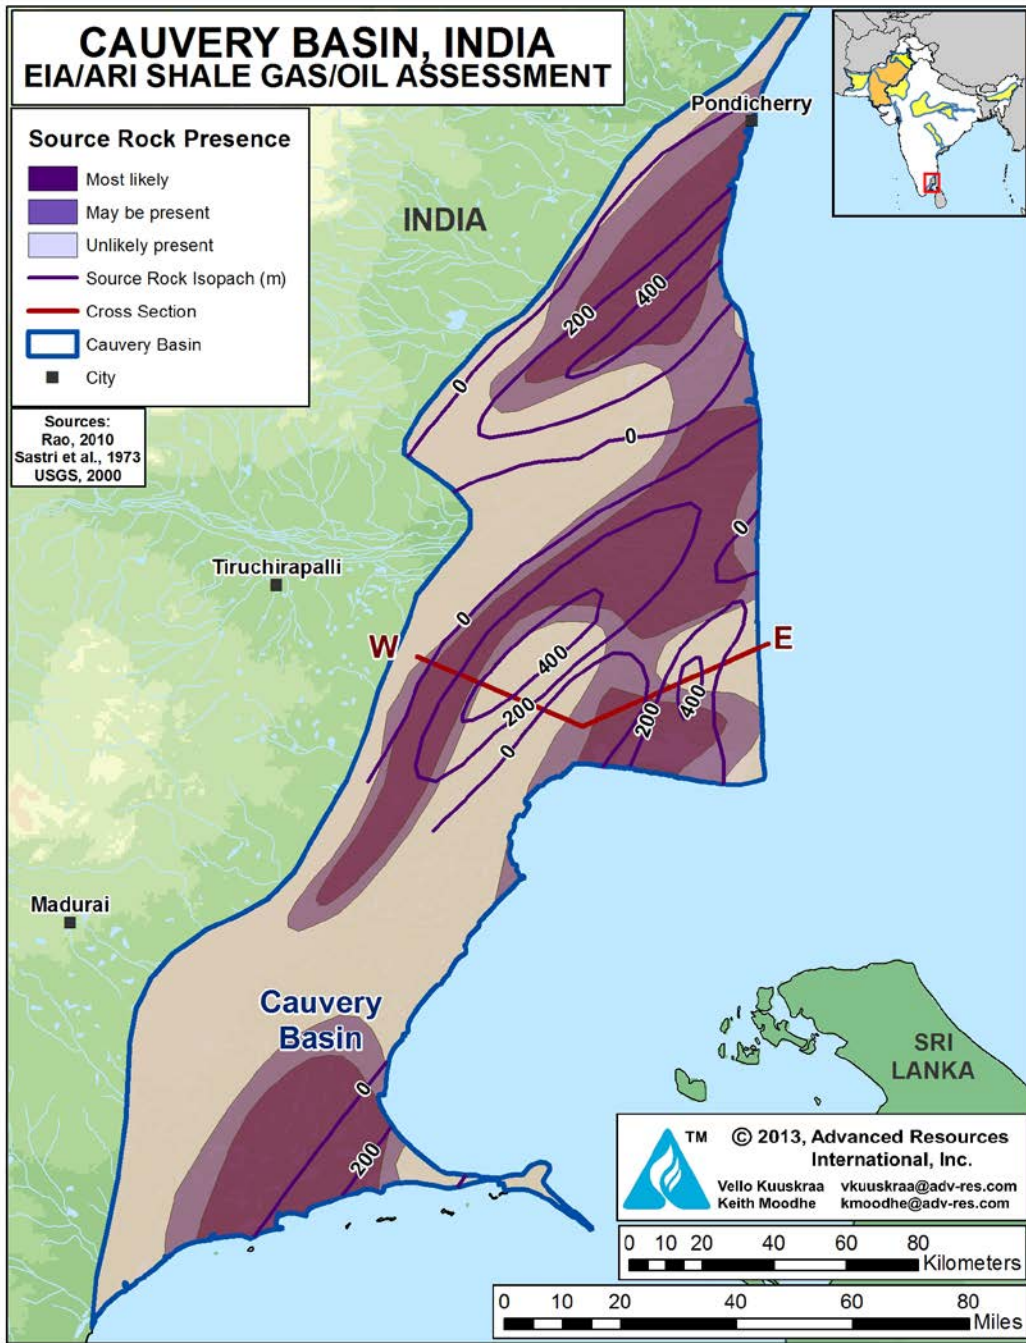 CAUVERY BASIN, INDIA
EIA/ARI SHALE GAS/OIL ASSESSMENT
Source Rock Presence
Most likely
May be present
Unlikely present
Source Rock Isopach (m)
Cross Section
Cauvery Basin
City
Sources:
Rao, 2010
Sastri et al., 1973
USGS, 2000
Pondicherry
INDIA
400
200
0
0
0
Tiruchirapalli
0
W
E
400
400
200
200
0
Madurai
Cauvery
Basin
0
200
SRI
LANKA
TM
© 2013, Advanced Resources
International, Inc.
Vello Kuuskraa vkuuskraa@adv-res.com
Keith Moodhe kmoodhe@adv-res.com
0 10 20 40 60 80
Kilometers
0 10 20 40 60 80
Miles